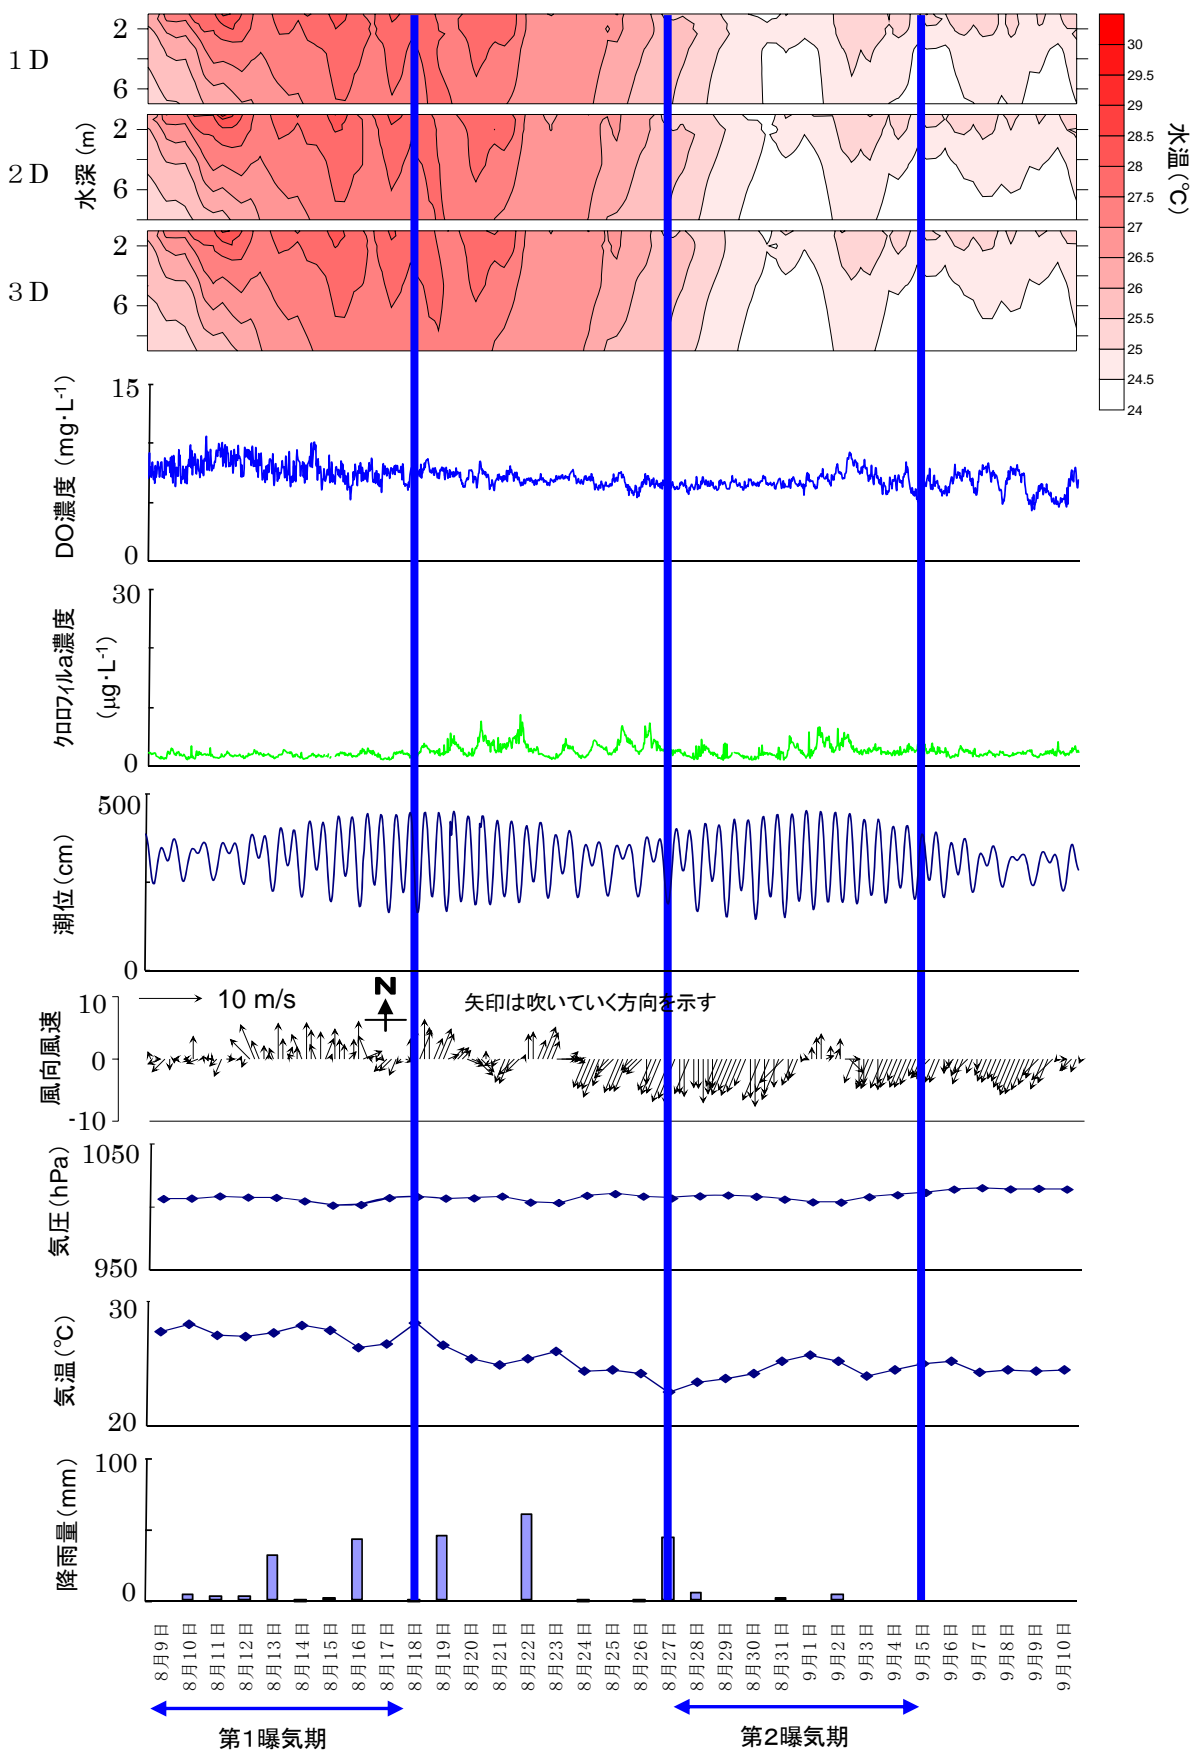 1D
2
6
2D
2
6
3D
2
6
水深 (m)
30
29.5
29
28.5
28
27.5
27
26.5
26
25.5
25
24.5
24
水温(℃)
DO濃度 (mg・L-1)
15
0
クロロフィルa濃度
(μg・L-1)
30
0
潮位(cm)
500
0
風向風速
10
0
-10
10 m/s
N
矢印は吹いていく方向を示す
気圧(hPa)
1050
950
気温(℃)
30
20
降雨量(mm)
100
0
8月9日
8月10日
8月11日
8月12日
8月13日
8月14日
8月15日
8月16日
8月17日
8月18日
8月19日
8月20日
8月21日
8月22日
8月23日
8月24日
8月25日
8月26日
8月27日
8月28日
8月29日
8月30日
8月31日
9月1日
9月2日
9月3日
9月4日
9月5日
9月6日
9月7日
9月8日
9月9日
9月10日
第1曝気期
第2曝気期